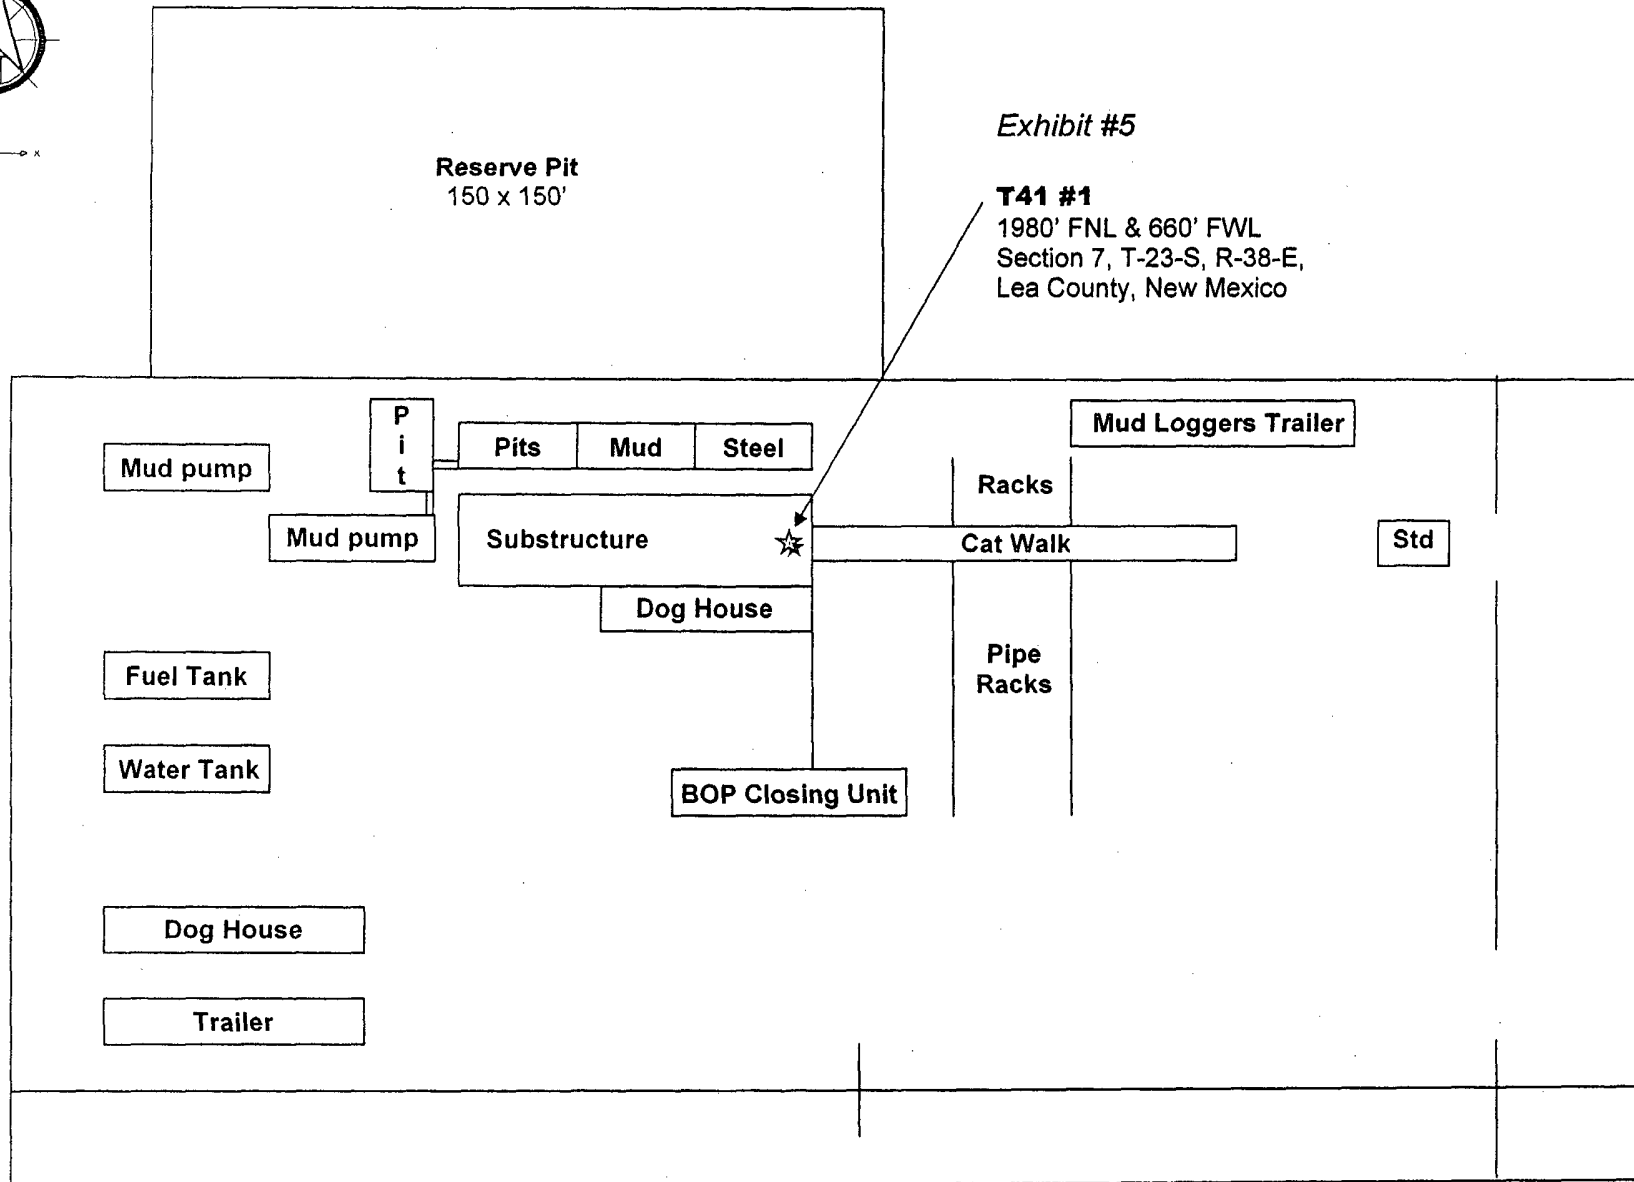 Exhibit #5
Reserve Pit
150 x 150'
T41 #1
1980' FNL & 660' FWL
Section 7, T-23-S, R-38-E,
Lea County, New Mexico
x
P
i
t
Mud Loggers Trailer
Pits
Mud
Steel
Mud pump
Racks
Mud pump
Substructure
Cat Walk
Std
Dog House
Pipe
Racks
Fuel Tank
Water Tank
BOP Closing Unit
Dog House
Trailer